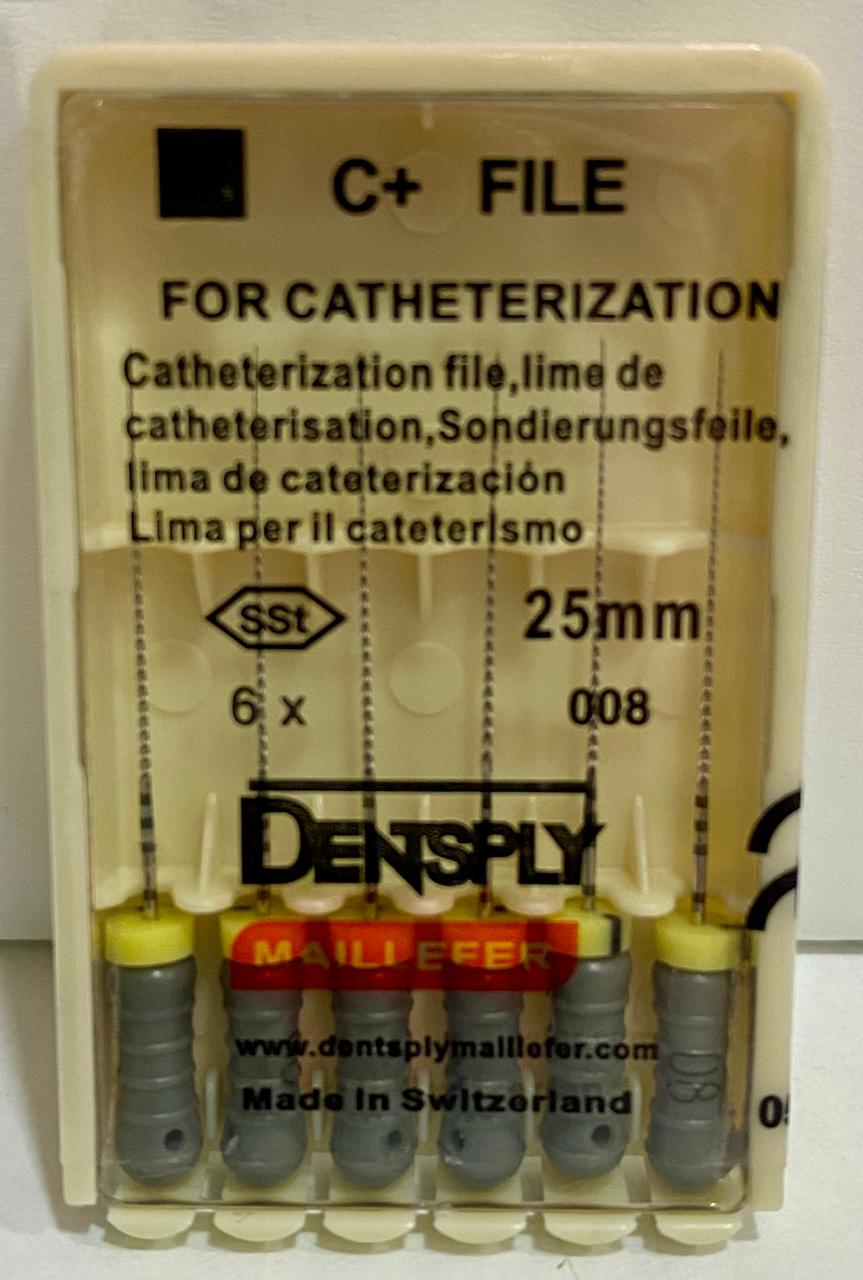 C+ FILE
FOR CATHETERIZATION
Catheterization file,lime de
catheterisation,Sondierungsfeile,
lima de cateterización
Lima per il cateterismo
SSt
25mm
6 x
008
DENTSPLY
MAILLEFER
www.dentsplymaillefer.com
Made in Switzerland
08